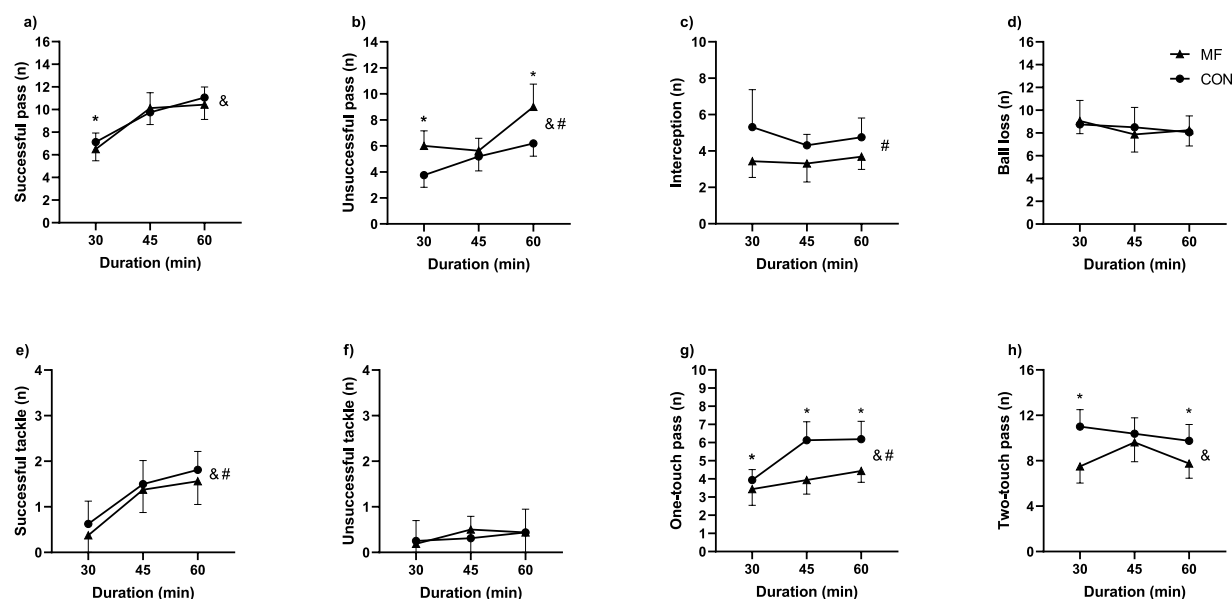 a)
Successful pass (n)
16
14
12
10
8
6
4
2
0
*
&
30 45 60
Duration (min)
b)
Unsuccessful pass (n)
14
12
10
8
6
4
2
0
*
*
& #
30 45 60
Duration (min)
c)
Interception (n)
10
8
6
4
2
0
#
30 45 60
Duration (min)
d)
Ball loss (n)
16
14
12
10
8
6
4
2
0
MF
CON
30 45 60
Duration (min)
e)
Successful tackle (n)
4
3
2
1
0
& #
30 45 60
Duration (min)
f)
Unsuccessful tackle (n)
4
3
2
1
0
30 45 60
Duration (min)
g)
One-touch pass (n)
10
9
8
7
6
5
4
3
2
1
0
* * *
& #
30 45 60
Duration (min)
h)
Two-touch pass (n)
16
12
8
4
0
* *
&
30 45 60
Duration (min)